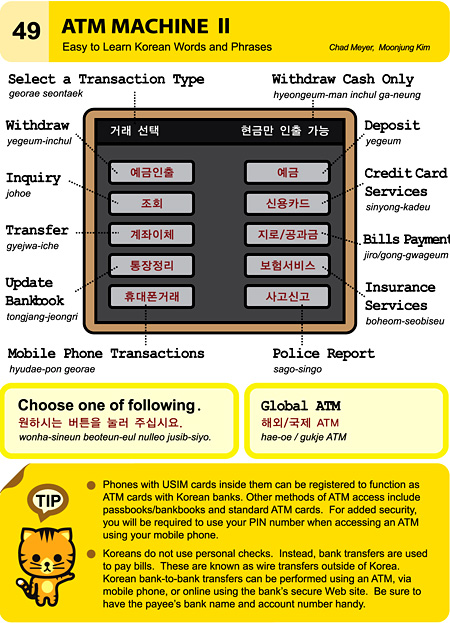 49
ATM MACHINE II
Easy to Learn Korean Words and Phrases
Chad Meyer, Moonjung Kim
Select a Transaction Type
georae seontaek
Withdraw Cash Only
hyeongeum-man inchul ga-neung
거래 선택
현금만 인출 가능
Withdraw
yegeum-inchul
예금인출
예금
Deposit
yegeum
Inquiry
johoe
조회
신용카드
Credit Card
Services
sinyong-kadeu
Transfer
gyejwa-iche
계좌이체
지로/공과금
Bills Payment
jiro/gong-gwageum
Update
Bankbook
tongjang-jeongri
통장정리
보험서비스
Insurance
Services
boheom-seobiseu
휴대폰거래
사고신고
Mobile Phone Transactions
hyudae-pon georae
Police Report
sago-singo
Choose one of following.
원하시는 버튼을 눌러 주십시요.
wonha-sineun beoteun-eul nulleo jusib-siyo.
Global ATM
해외/국제 ATM
hae-oe / gukje ATM
TIP
Phones with USIM cards inside them can be registered to function as
ATM cards with Korean banks. Other methods of ATM access include
passbooks/bankbooks and standard ATM cards. For added security,
you will be required to use your PIN number when accessing an ATM
using your mobile phone.
Koreans do not use personal checks. Instead, bank transfers are used
to pay bills. These are known as wire transfers outside of Korea.
Korean bank-to-bank transfers can be performed using an ATM, via
mobile phone, or online using the bank's secure Web site. Be sure to
have the payee's bank name and account number handy.